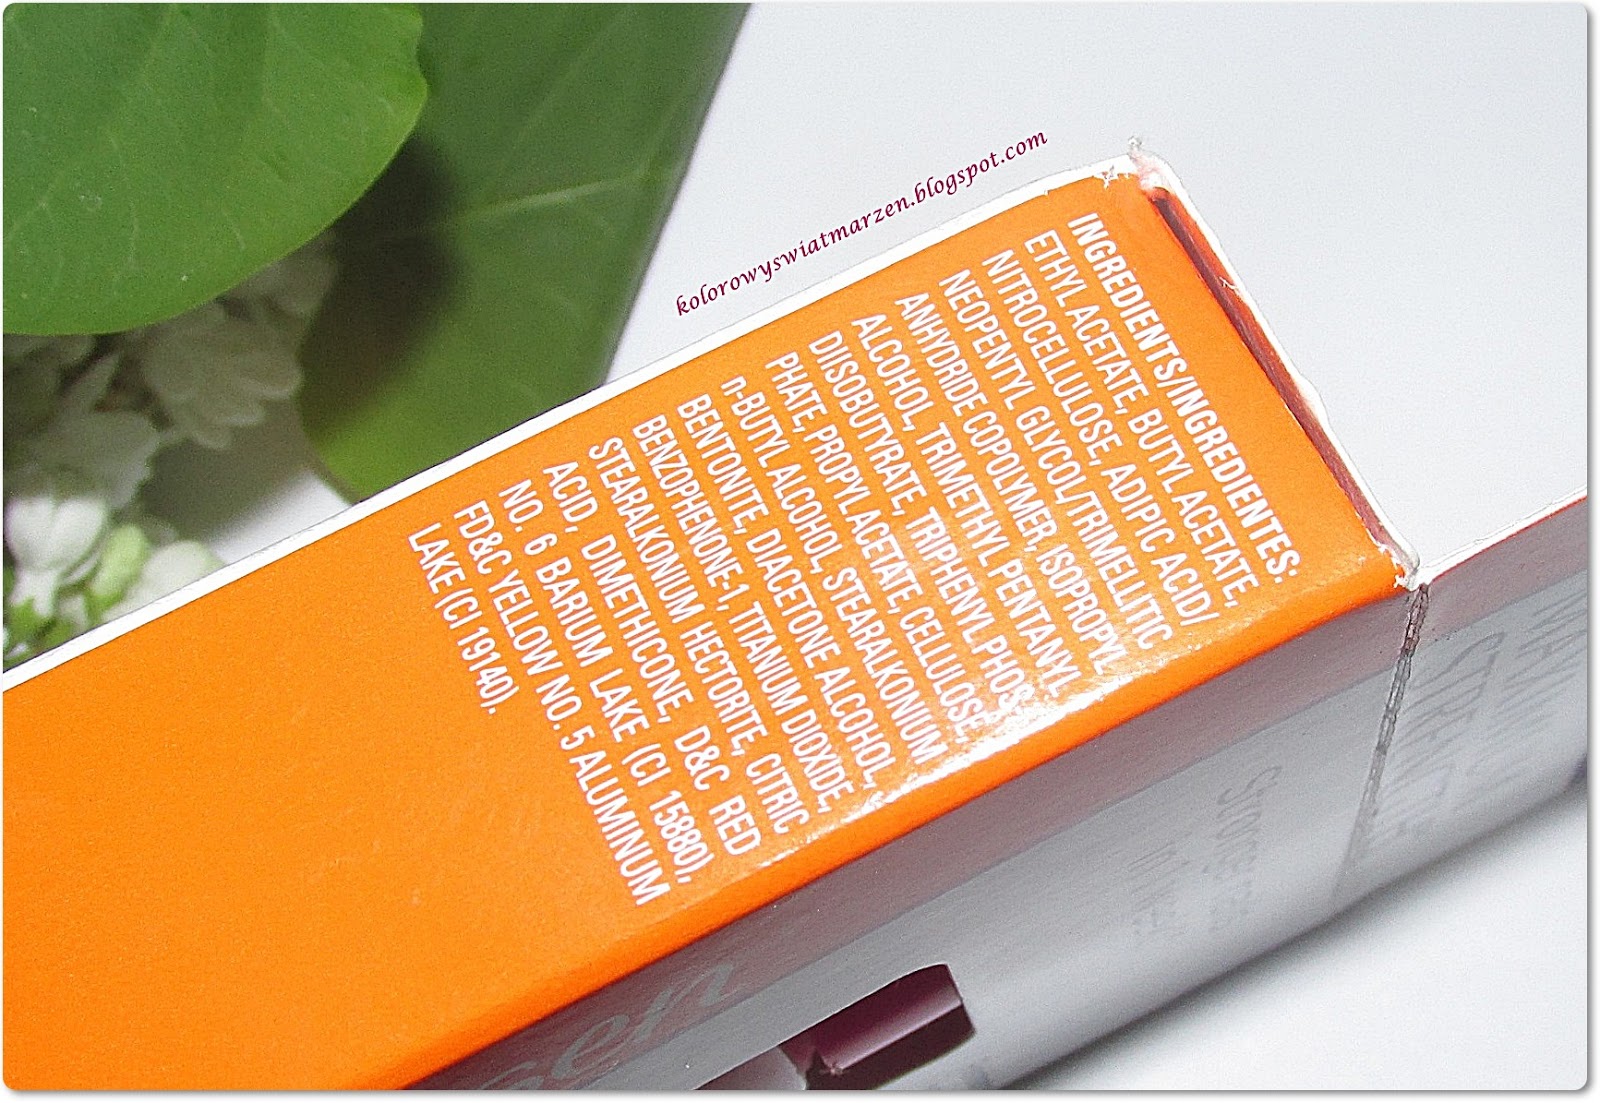 kolorowyswiatmarzen.blogspot.com
INGREDIENTS/INGREDIENTES:
ETHYL ACETATE, BUTYL ACETATE,
NITROCELLULOSE, ADIPIC ACID/
NEOPENTYL GLYCOL/TRIMELLITIC
ANHYDRIDE COPOLYMER, ISOPROPYL
ALCOHOL, TRIMETHYL PENTANYL
DIISOBUTYRATE, TRIPHENYL PHOS-
PHATE, PROPYL ACETATE, CELLULOSE,
n-BUTYL ALCOHOL, STEARALKONIUM
BENTONITE, DIACETONE ALCOHOL,
BENZOPHENONE-1, TITANIUM DIOXIDE,
STEARALKONIUM HECTORITE, CITRIC
ACID, DIMETHICONE, D&C RED
NO. 6 BARIUM LAKE (CI 15880),
FD&C YELLOW NO. 5 ALUMINUM
LAKE (CI 19140).